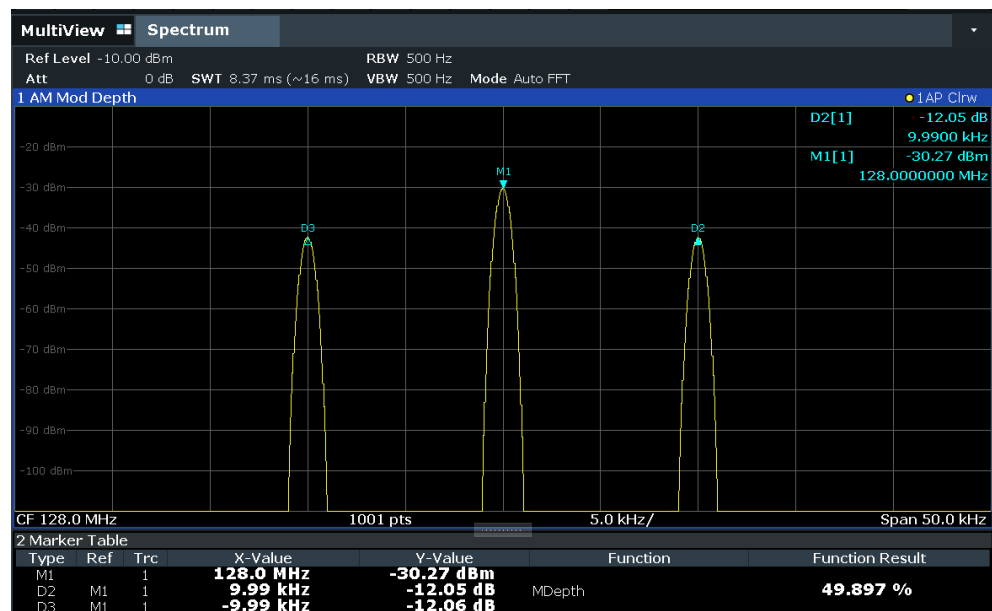 MultiView Spectrum
Ref Level -10.00 dBm RBW 500 Hz
Att 0 dB SWT 8.37 ms (~16 ms) VBW 500 Hz Mode Auto FFT
1 AM Mod Depth 1AP Clrw
D2[1] -12.05 dB
9.9900 kHz
-20 dBm
M1[1] -30.27 dBm
M1
128.0000000 MHz
-30 dBm
-40 dBm
D3 D2
-50 dBm
-60 dBm
-70 dBm
-80 dBm
-90 dBm
-100 dBm
CF 128.0 MHz 1001 pts 5.0 kHz/ Span 50.0 kHz
2 Marker Table
Type Ref Trc X-Value Y-Value Function Function Result
M1 1 128.0 MHz -30.27 dBm
D2 M1 1 9.99 kHz -12.05 dB MDepth 49.897 %
D3 M1 1 -9.99 kHz -12.06 dB